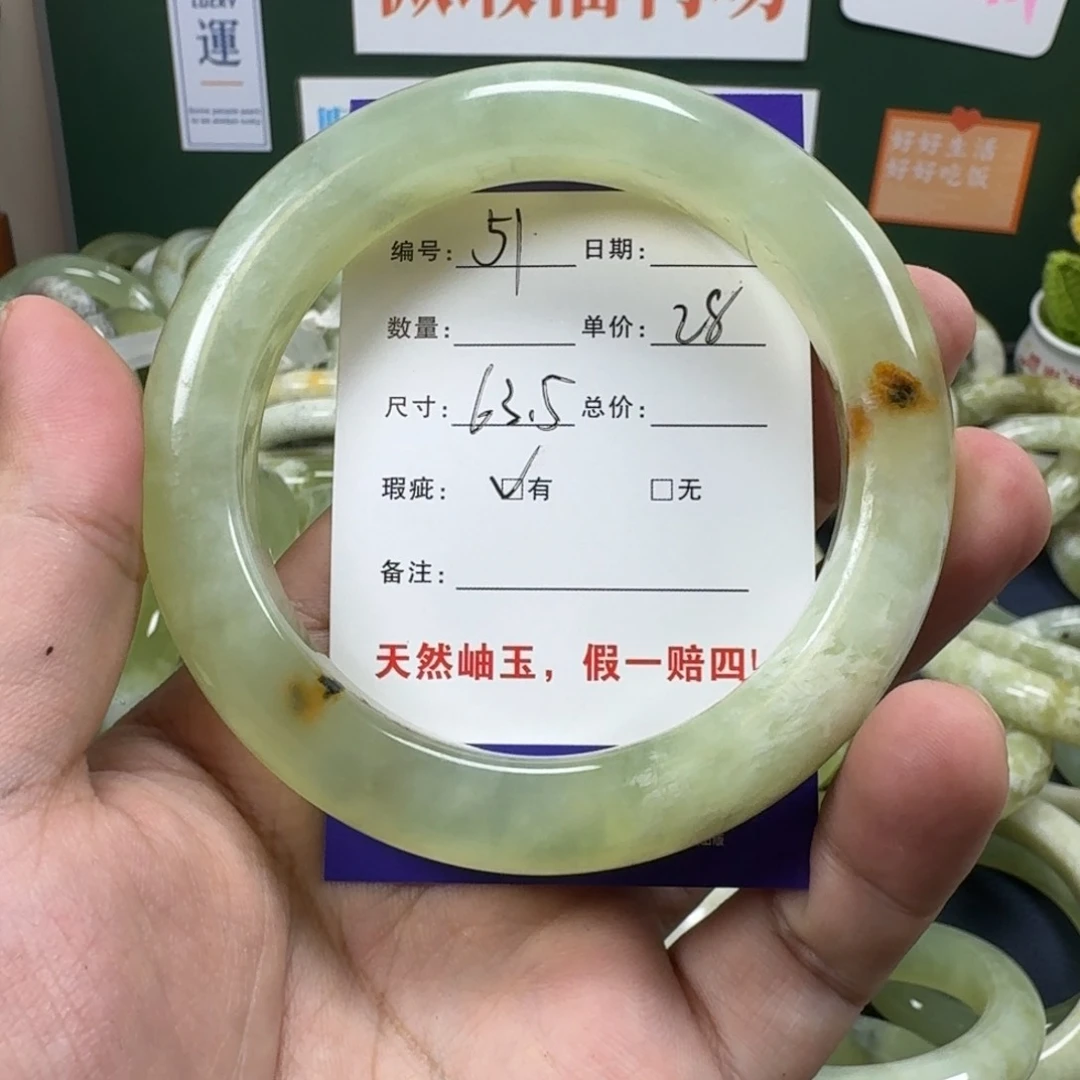 LUCKY
運
好好生活
好好吃饭
编号: 51 日期:
数量: 单价: 28
尺寸: 63.5 总价:
瑕疵: ✓□有 □无
备注:
天然岫玉，假一赔四!